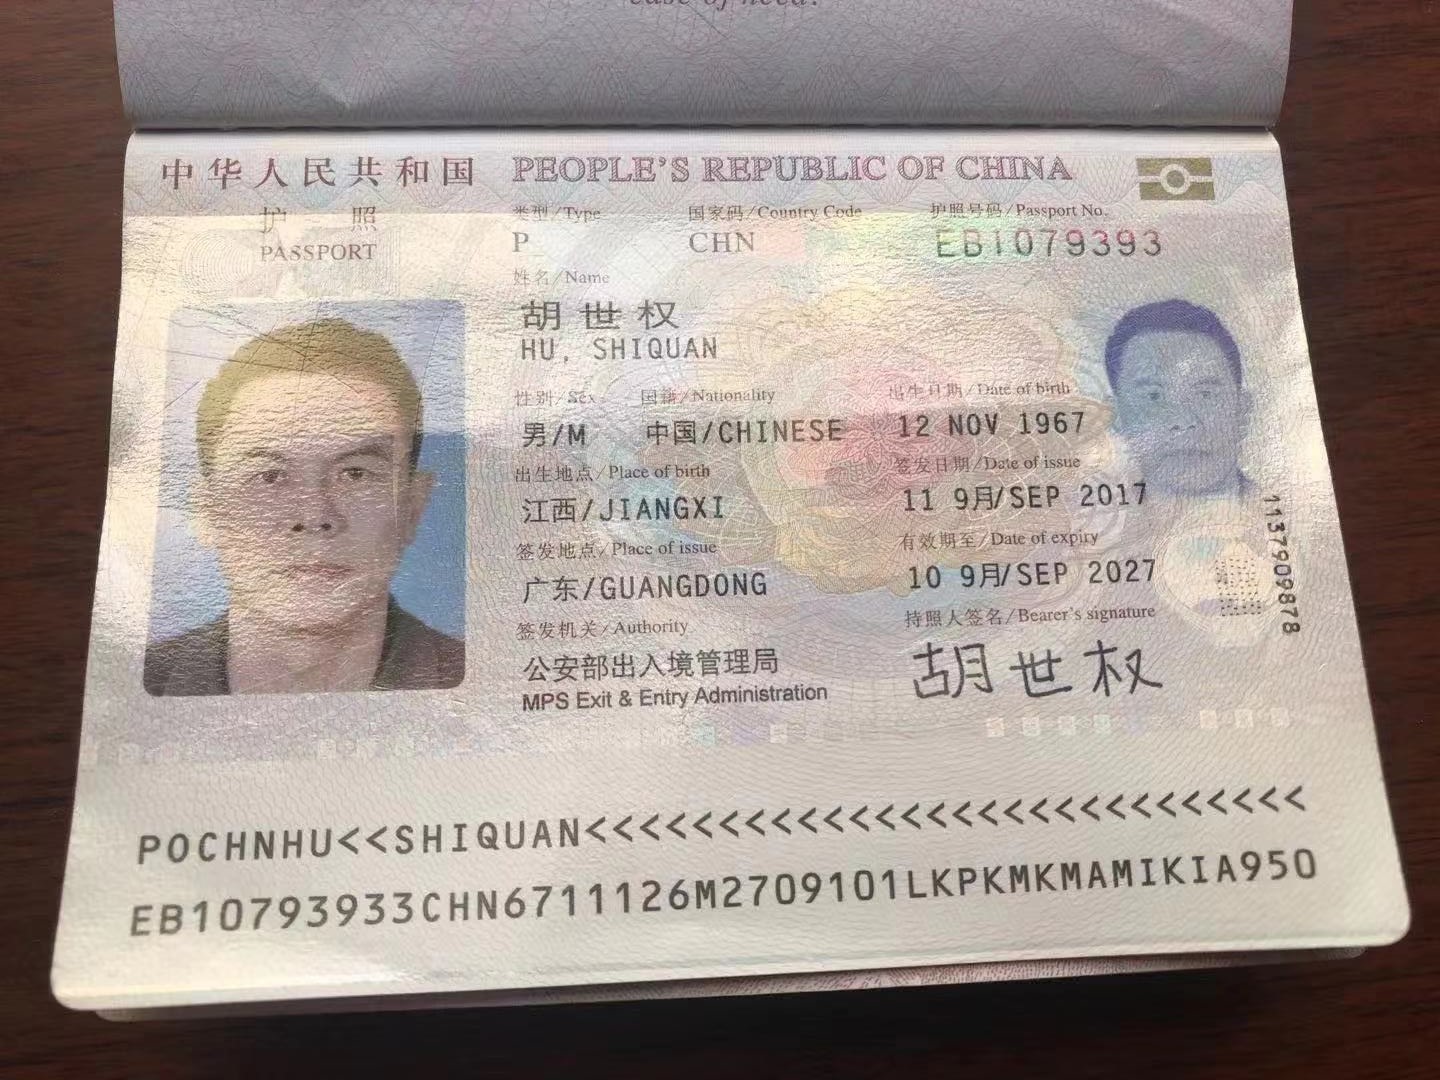 ease of need.
中华人民共和国 PEOPLE'S REPUBLIC OF CHINA
护照
PASSPORT
类型/Type 国家码/Country Code 护照号码/Passport No.
P CHN EB1079393
姓名/Name
胡世权
HU, SHIQUAN
性别/Sex 国籍/Nationality 出生日期/Date of birth
男/M 中国/CHINESE 12 NOV 1967
出生地点/Place of birth 签发日期/Date of issue
江西/JIANGXI 11 9月/SEP 2017
签发地点/Place of issue 有效期至/Date of expiry
广东/GUANGDONG 10 9月/SEP 2027
签发机关/Authority 持照人签名/Bearer's signature
公安部出入境管理局 胡世权
MPS Exit & Entry Administration
1137909878
POCHNHU<<SHIQUAN<<<<<<<<<<<<<<<<<<<<<<<<<<<<
EB10793933CHN6711126M2709101LKPKMKMAMIKIA950